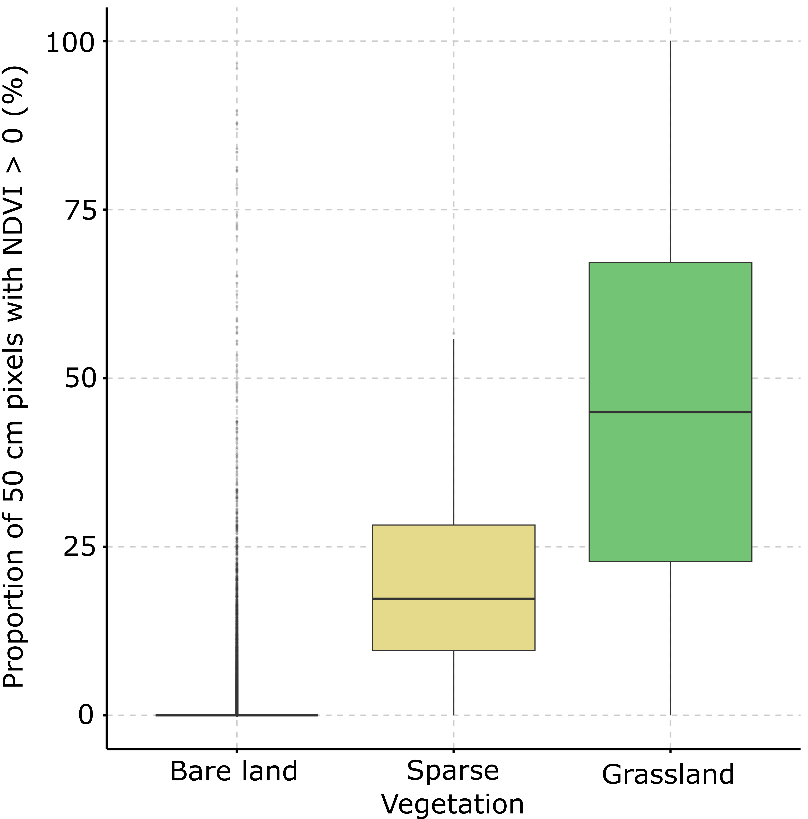 Proportion of 50 cm pixels with NDVI > 0 (%)
100
75
50
25
0
Bare land
Sparse
Vegetation
Grassland